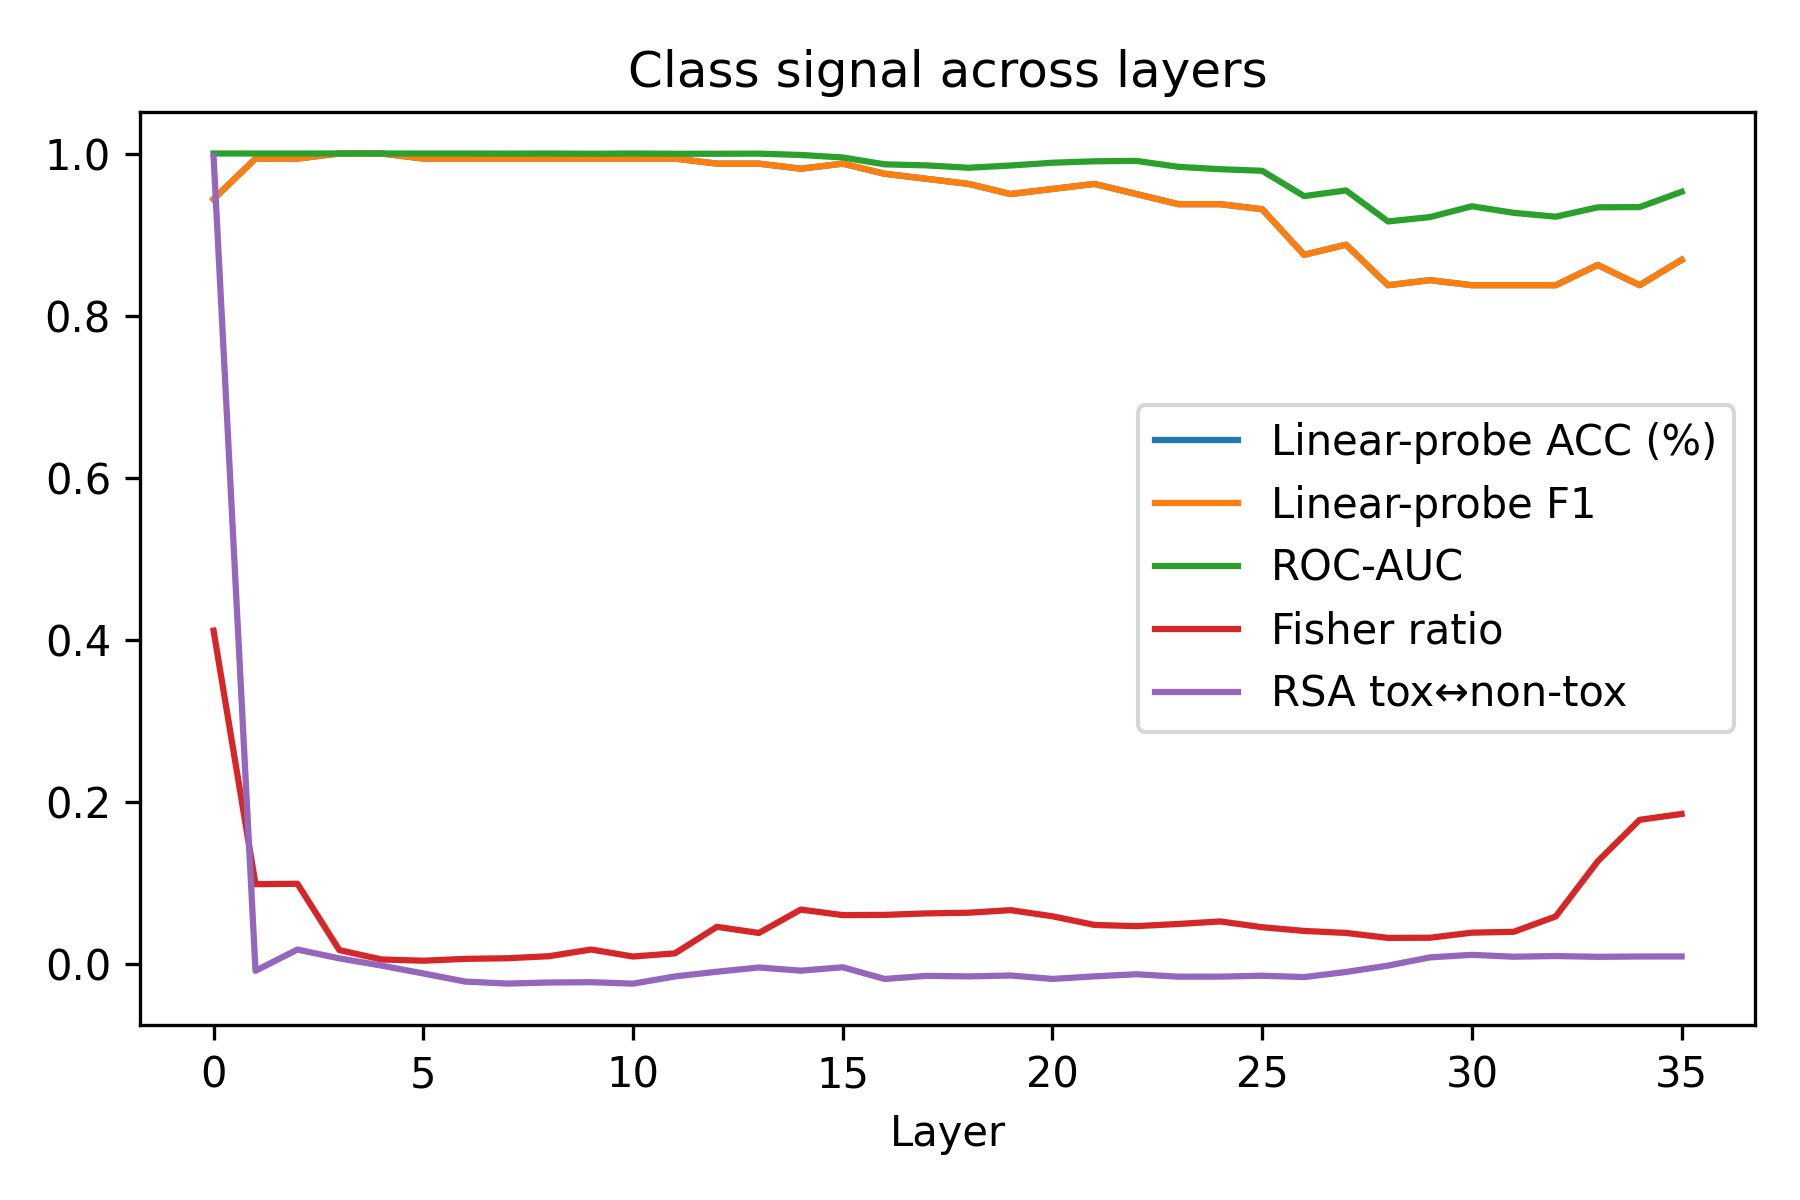 Class signal across layers
1.0
0.8
0.6
0.4
0.2
0.0
Linear-probe ACC (%)
Linear-probe F1
ROC-AUC
Fisher ratio
RSA tox↔non-tox
0 5 10 15 20 25 30 35
Layer